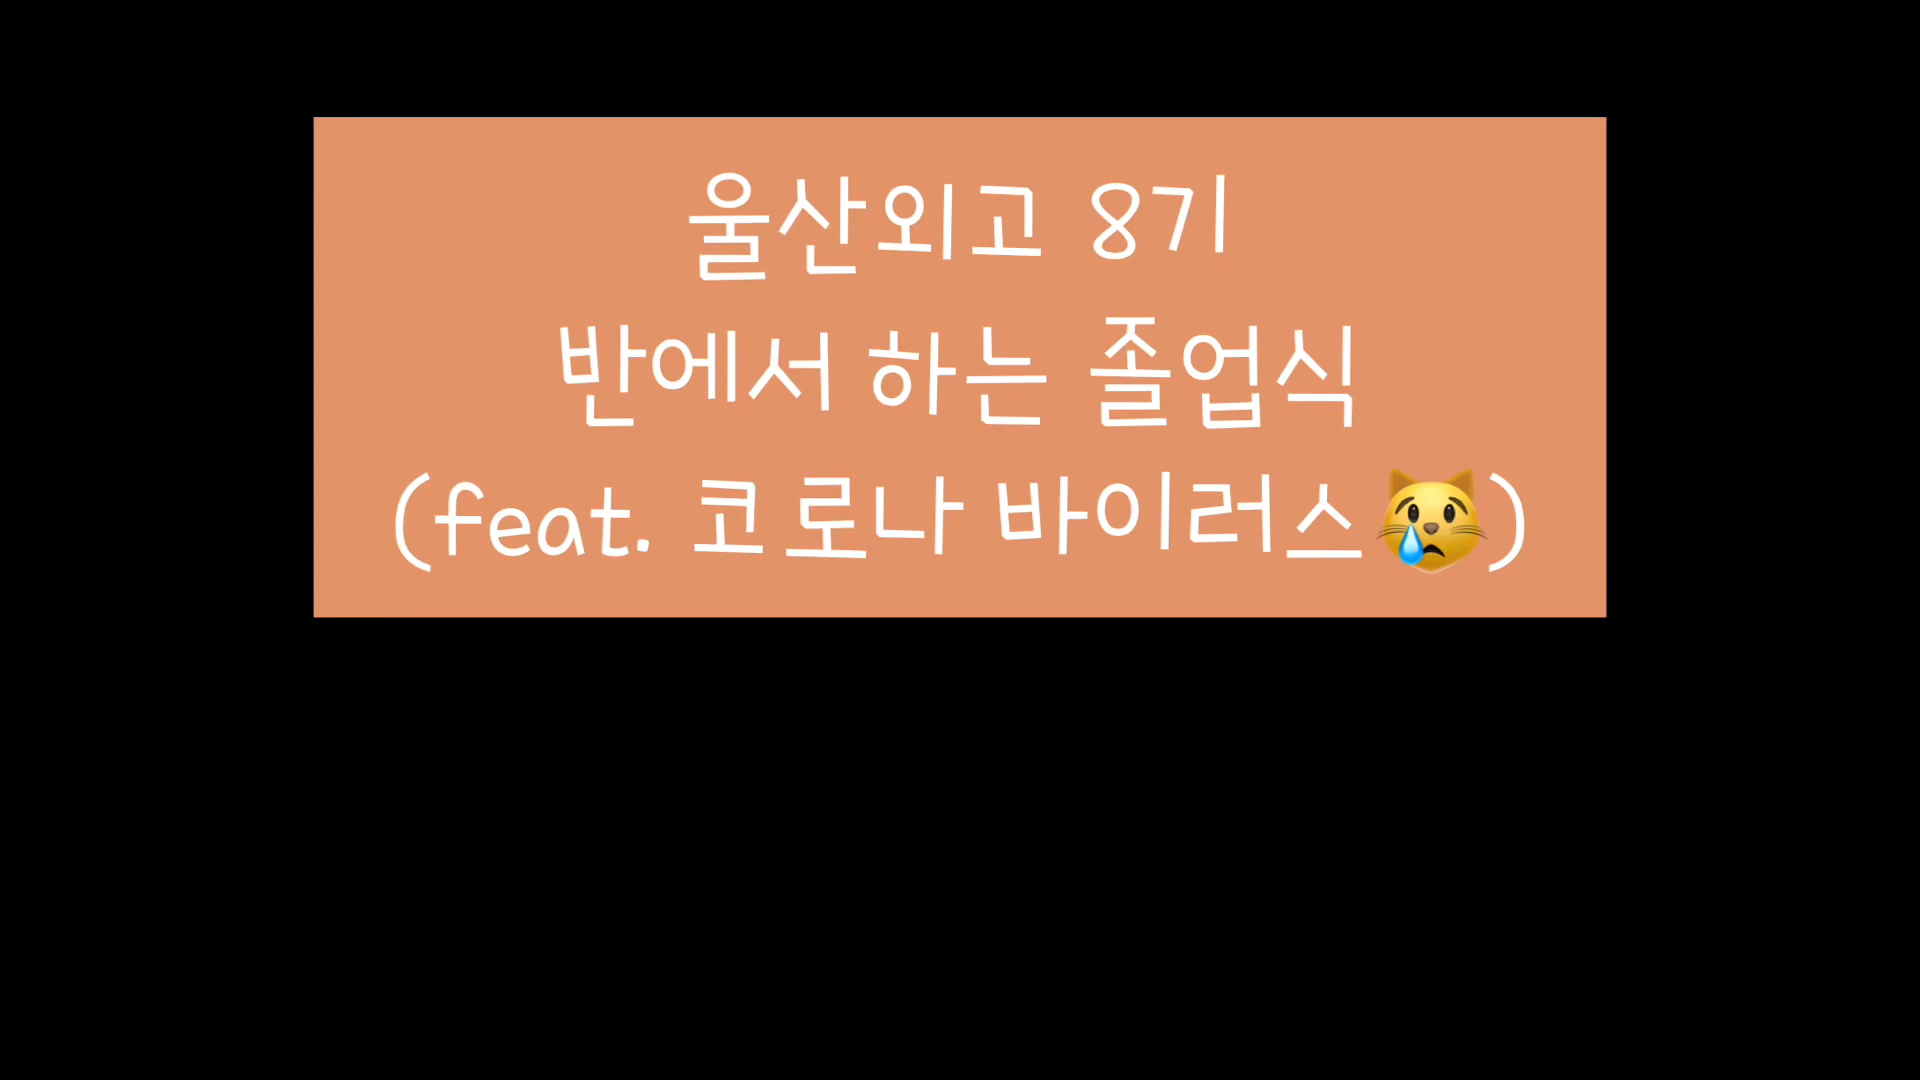 울산외고 8기
반에서 하는 졸업식
(feat. 코로나 바이러스😿)